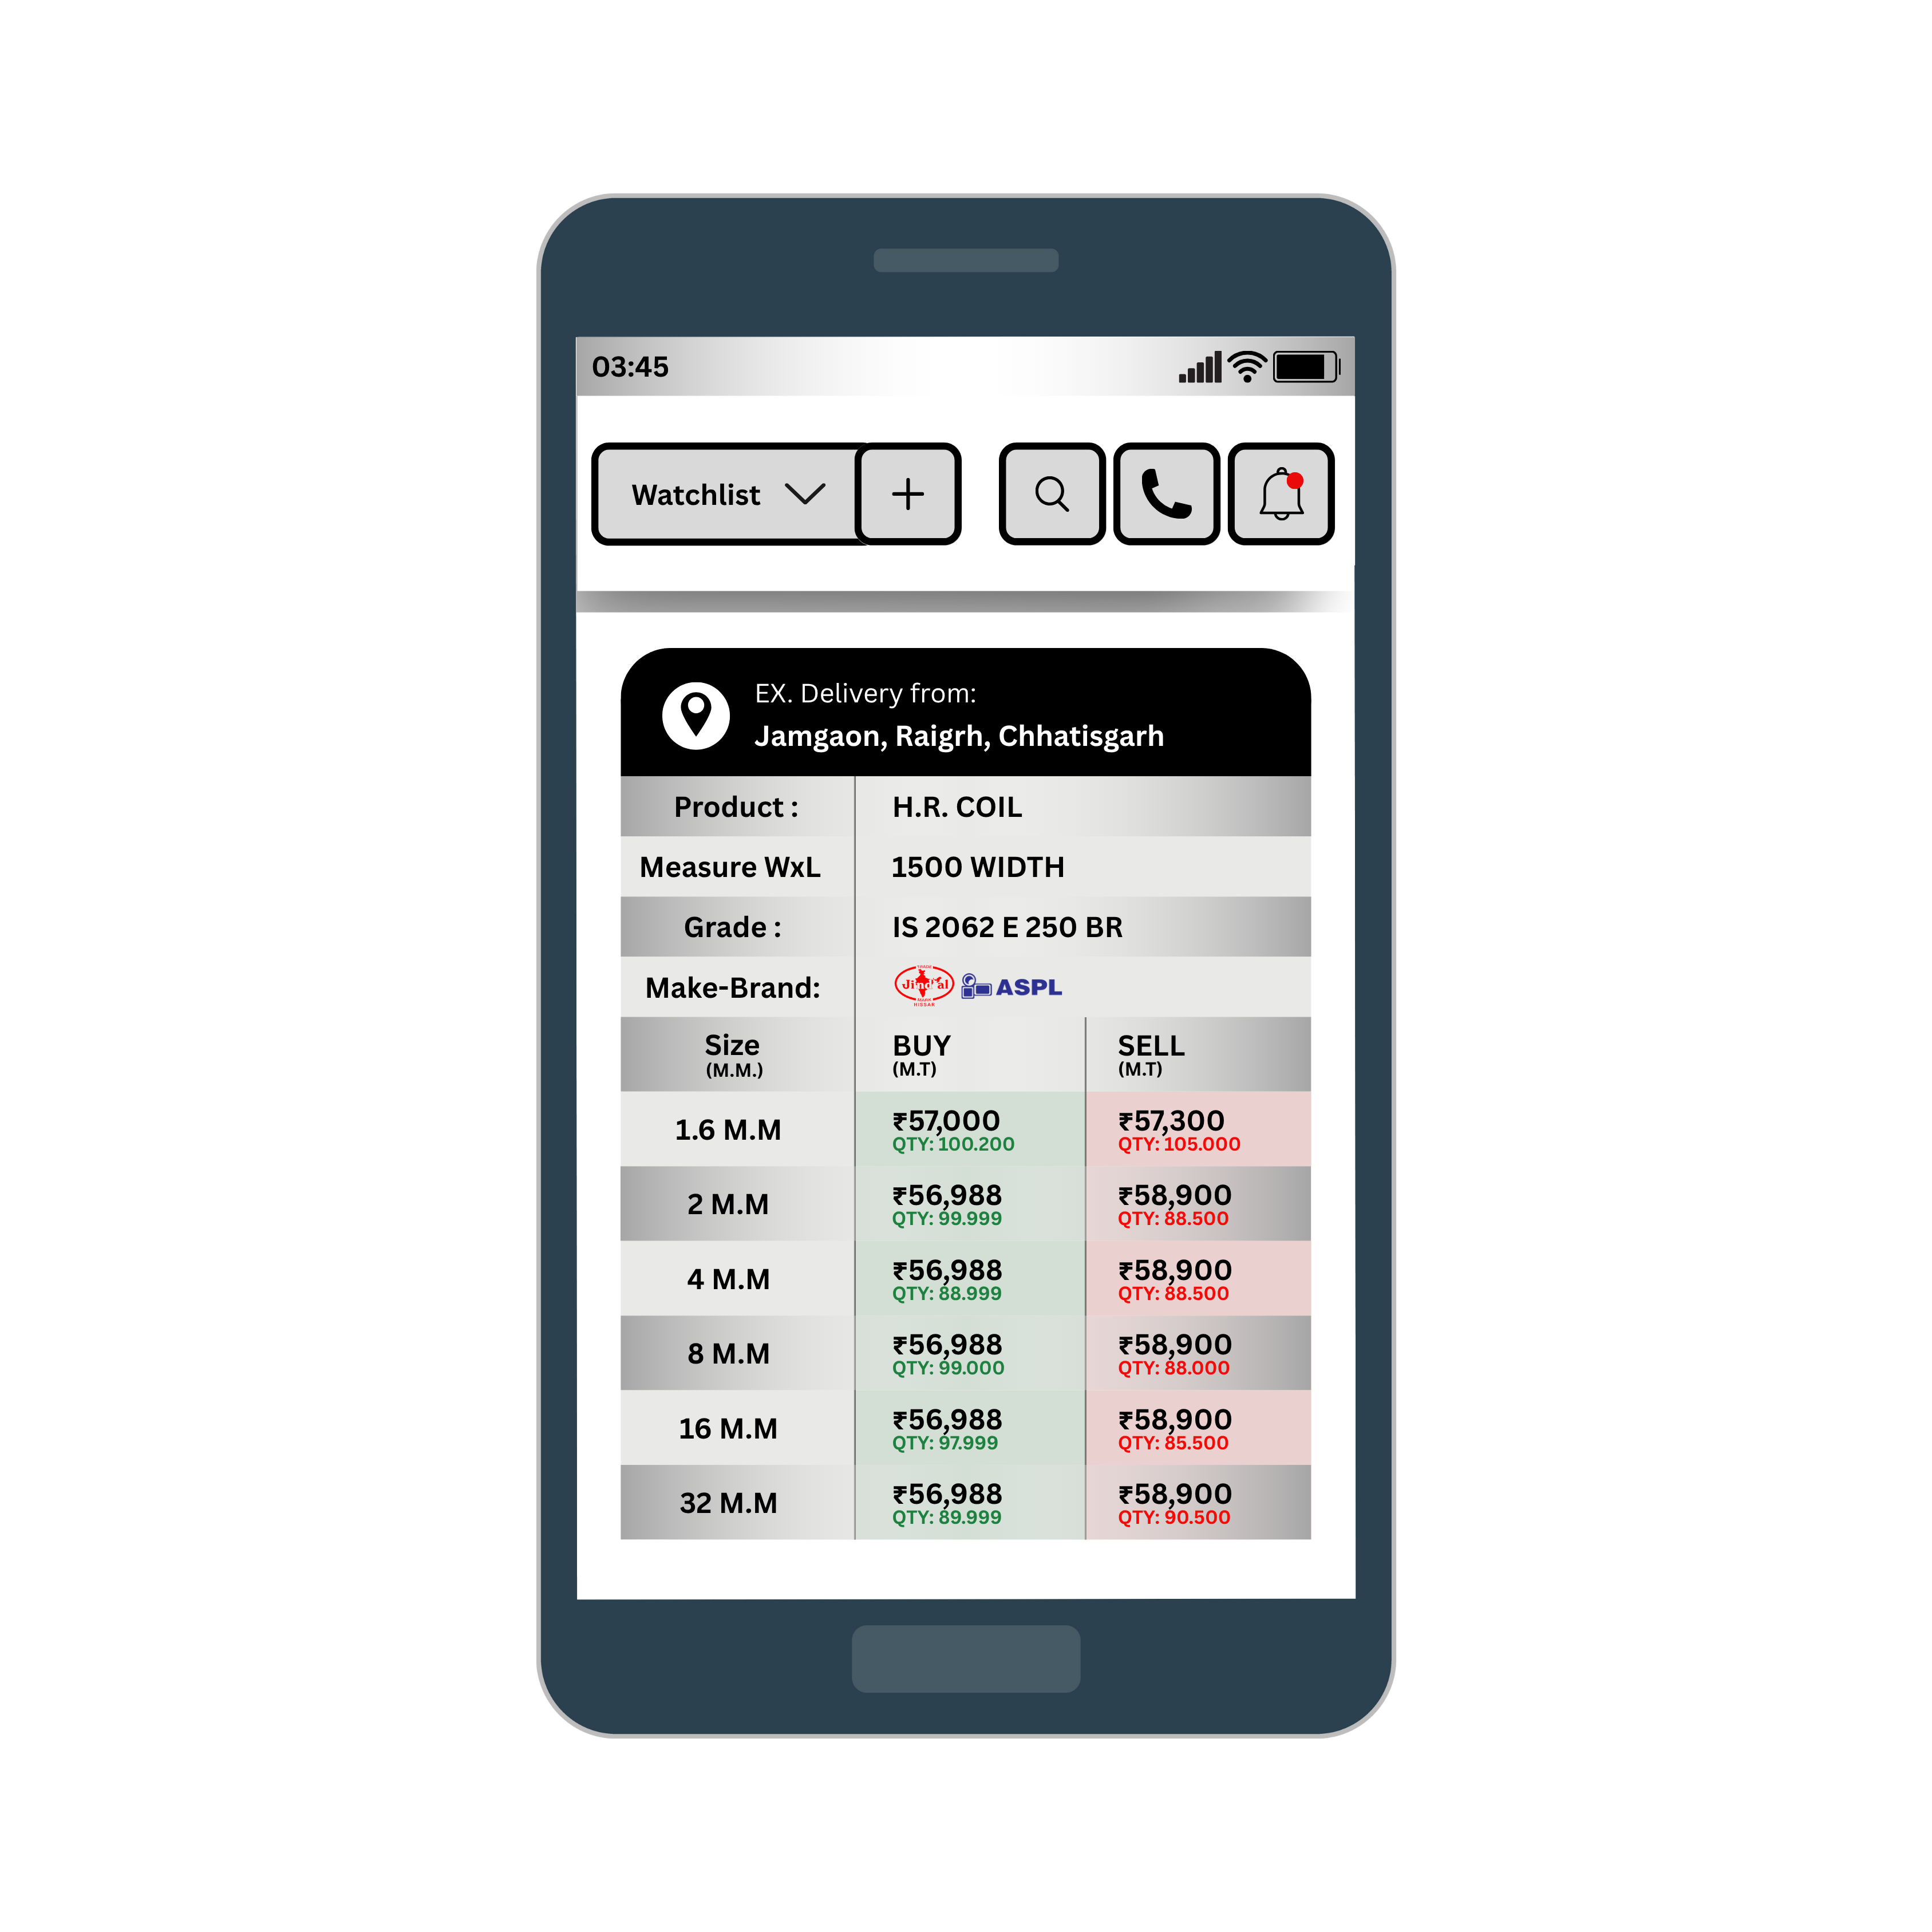 03:45
Watchlist
EX. Delivery from:
Jamgaon, Raigrh, Chhatisgarh
Product : H.R. COIL
Measure WxL 1500 WIDTH
Grade : IS 2062 E 250 BR
Make-Brand: TRADE Jindal MARK HISSAR ASPL
Size BUY SELL
(M.M.) (M.T) (M.T)
1.6 M.M ₹57,000 ₹57,300
QTY: 100.200 QTY: 105.000
2 M.M ₹56,988 ₹58,900
QTY: 99.999 QTY: 88.500
4 M.M ₹56,988 ₹58,900
QTY: 88.999 QTY: 88.500
8 M.M ₹56,988 ₹58,900
QTY: 99.000 QTY: 88.000
16 M.M ₹56,988 ₹58,900
QTY: 97.999 QTY: 85.500
32 M.M ₹56,988 ₹58,900
QTY: 89.999 QTY: 90.500